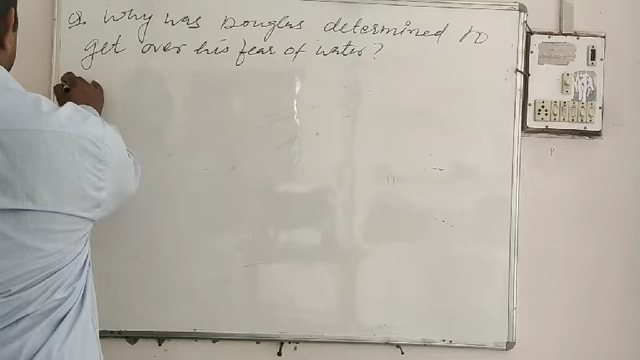 Q. Why was Douglas determined to
get over his fear of water?